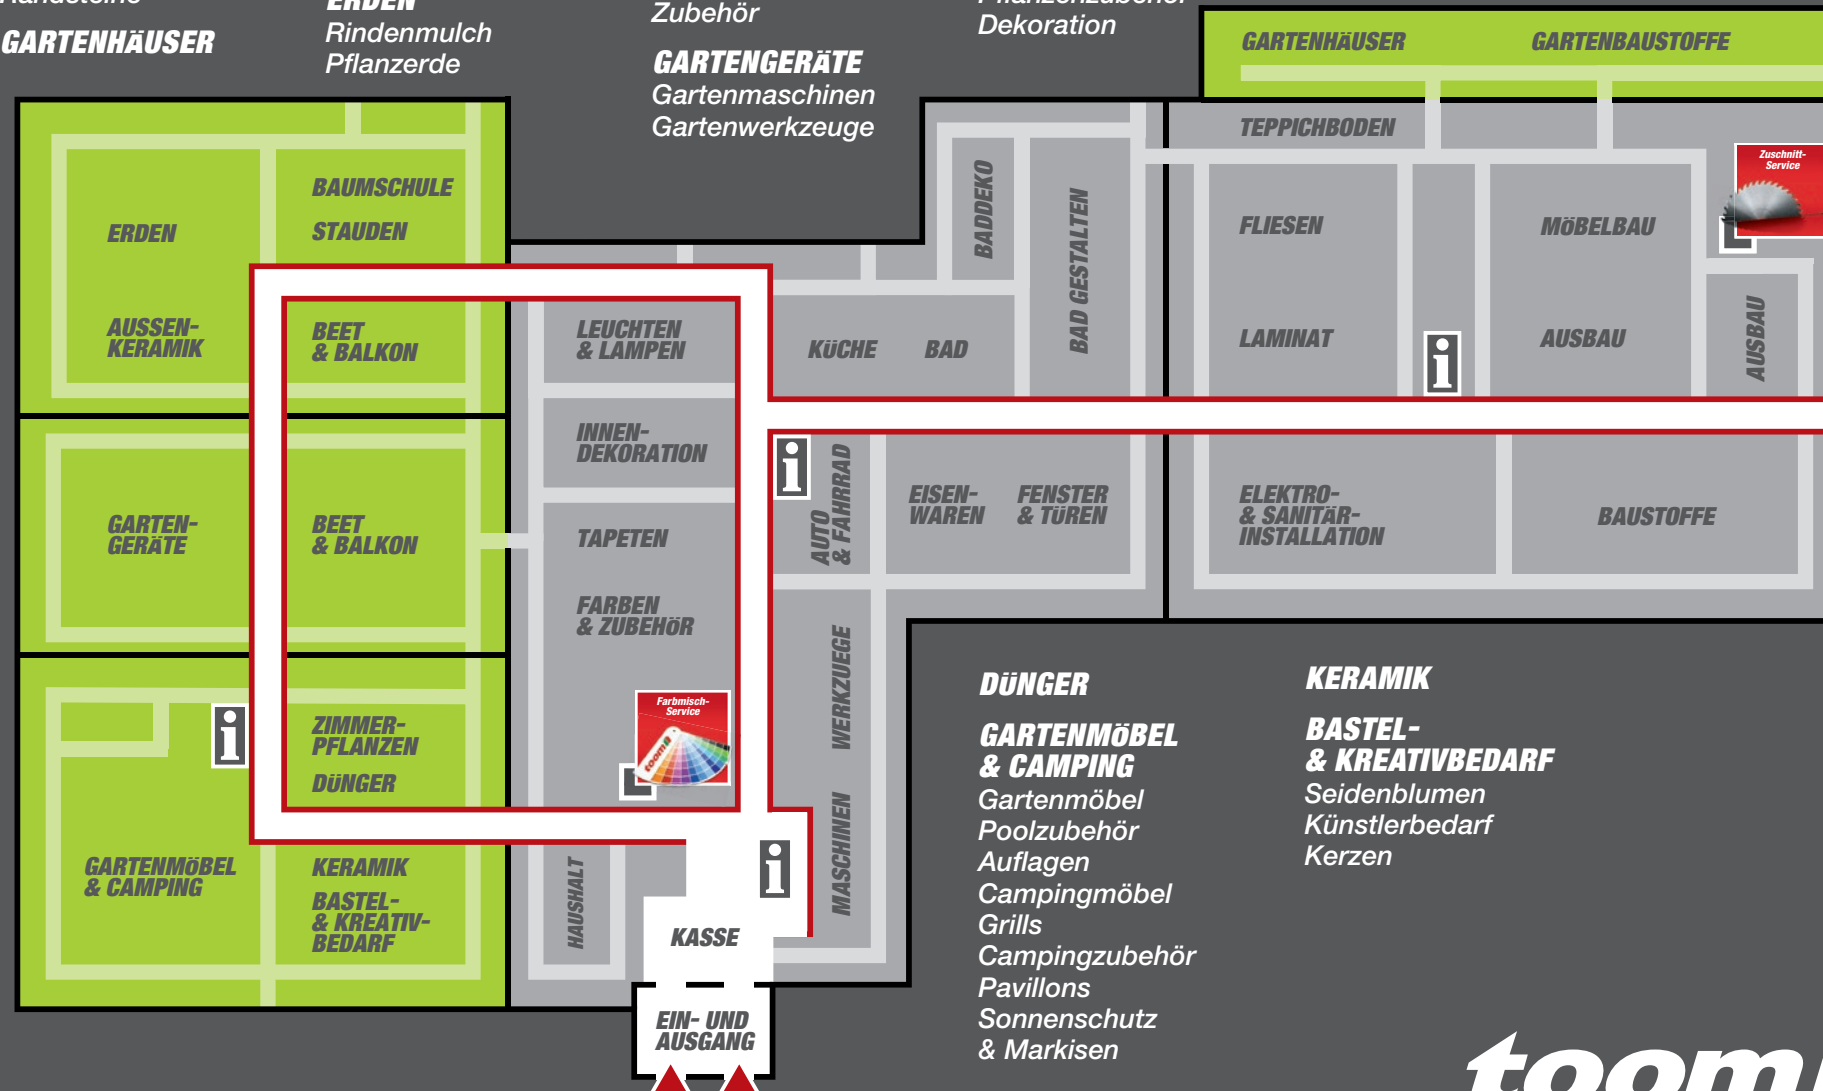 GARTENHÄUSER
ERDEN
Rindenmulch
Pflanzerde
Zubehör
GARTENGERÄTE
Gartenmaschinen
Gartenwerkzeuge
Dekoration
GARTENHÄUSER
GARTENBAUSTOFFE
TEPPICHBODEN
Zuschnitt-
Service
BAUMSCHULE
STAUDEN
ERDEN
AUSSEN-
KERAMIK
BEET
& BALKON
LEUCHTEN
& LAMPEN
KÜCHE
BAD
BADDEKO
BAD GESTALTEN
FLIESEN
LAMINAT
MÖBELBAU
AUSBAU
AUSBAU
i
INNEN-
DEKORATION
i
AUTO
& FAHRRAD
EISEN-
WAREN
FENSTER
& TÜREN
ELEKTRO-
& SANITÄR-
INSTALLATION
BAUSTOFFE
GARTEN-
GERÄTE
BEET
& BALKON
TAPETEN
FARBEN
& ZUBEHÖR
Farbmisch-
Service
toom
WERKZUEGE
MASCHINEN
i
ZIMMER-
PFLANZEN
DÜNGER
GARTENMÖBEL
& CAMPING
KERAMIK
BASTEL-
& KREATIV-
BEDARF
HAUSHALT
i
KASSE
EIN- UND
AUSGANG
DÜNGER
GARTENMÖBEL
& CAMPING
Gartenmöbel
Poolzubehör
Auflagen
Campingmöbel
Grills
Campingzubehör
Pavillons
Sonnenschutz
& Markisen
KERAMIK
BASTEL-
& KREATIVBEDARF
Seidenblumen
Künstlerbedarf
Kerzen
toom